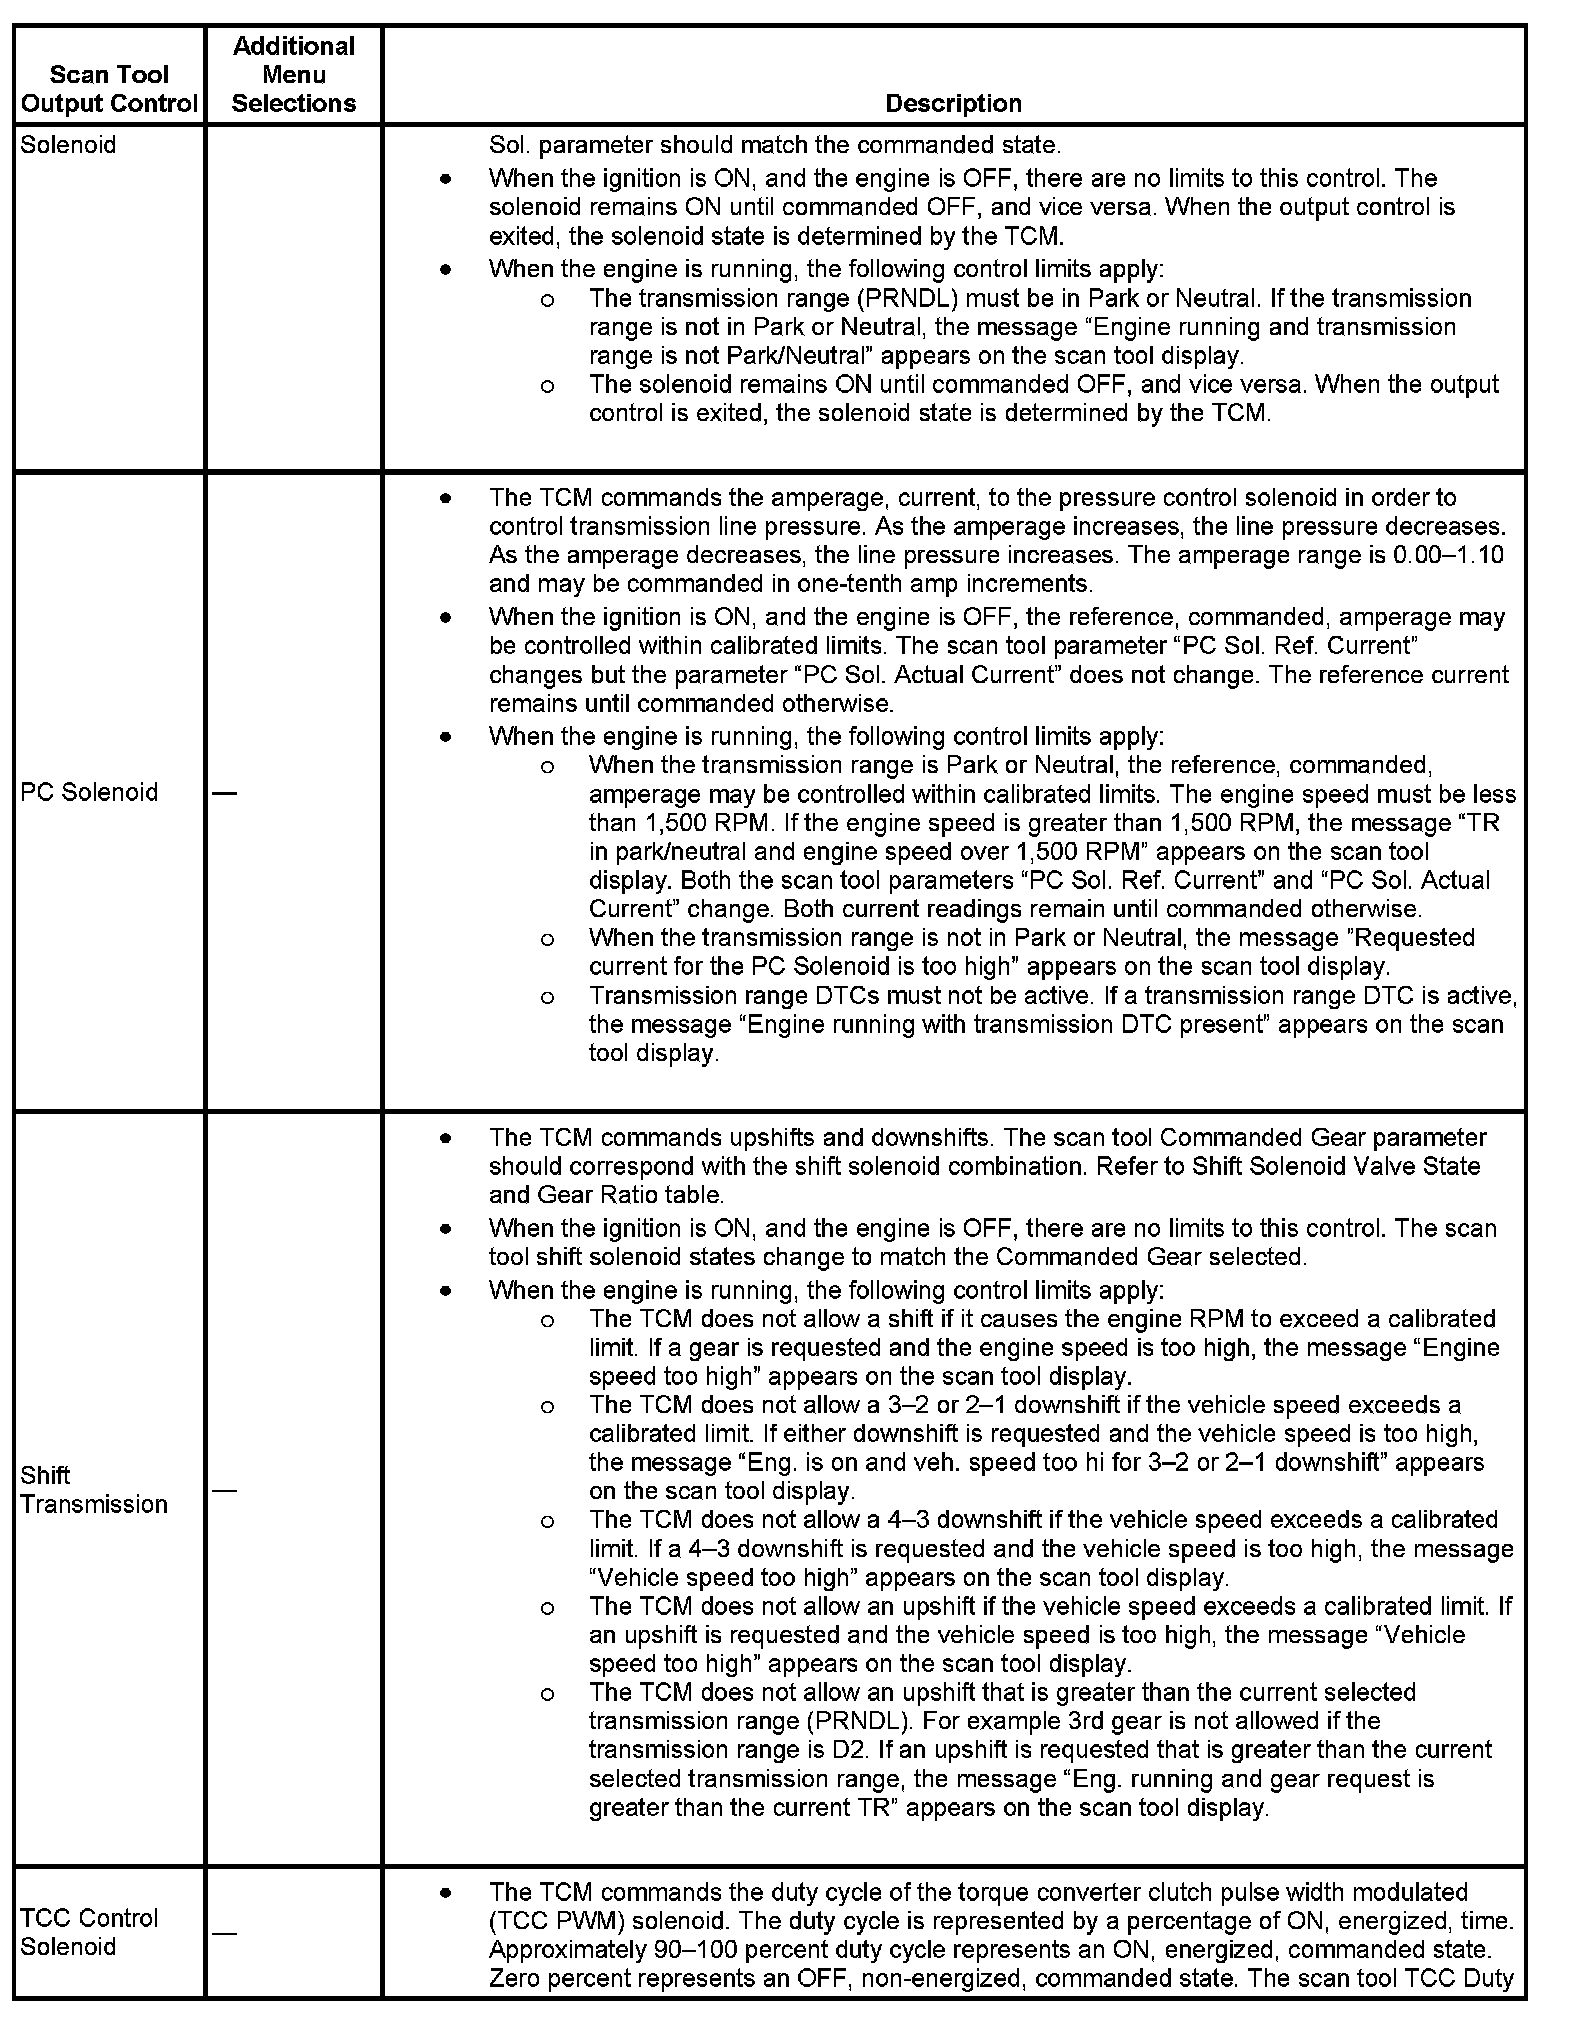 Scan Tool
Output Control
Additional
Menu
Selections
Description
Solenoid
Sol. parameter should match the commanded state.
● When the ignition is ON, and the engine is OFF, there are no limits to this control. The
solenoid remains ON until commanded OFF, and vice versa. When the output control is
exited, the solenoid state is determined by the TCM.
● When the engine is running, the following control limits apply:
o The transmission range (PRNDL) must be in Park or Neutral. If the transmission
range is not in Park or Neutral, the message “Engine running and transmission
range is not Park/Neutral” appears on the scan tool display.
o The solenoid remains ON until commanded OFF, and vice versa. When the output
control is exited, the solenoid state is determined by the TCM.
PC Solenoid
—
● The TCM commands the amperage, current, to the pressure control solenoid in order to
control transmission line pressure. As the amperage increases, the line pressure decreases.
As the amperage decreases, the line pressure increases. The amperage range is 0.00–1.10
and may be commanded in one-tenth amp increments.
● When the ignition is ON, and the engine is OFF, the reference, commanded, amperage may
be controlled within calibrated limits. The scan tool parameter “PC Sol. Ref. Current”
changes but the parameter “PC Sol. Actual Current” does not change. The reference current
remains until commanded otherwise.
● When the engine is running, the following control limits apply:
o When the transmission range is Park or Neutral, the reference, commanded,
amperage may be controlled within calibrated limits. The engine speed must be less
than 1,500 RPM. If the engine speed is greater than 1,500 RPM, the message “TR
in park/neutral and engine speed over 1,500 RPM” appears on the scan tool
display. Both the scan tool parameters “PC Sol. Ref. Current” and “PC Sol. Actual
Current” change. Both current readings remain until commanded otherwise.
o When the transmission range is not in Park or Neutral, the message ”Requested
current for the PC Solenoid is too high” appears on the scan tool display.
o Transmission range DTCs must not be active. If a transmission range DTC is active,
the message “Engine running with transmission DTC present” appears on the scan
tool display.
Shift
Transmission
—
● The TCM commands upshifts and downshifts. The scan tool Commanded Gear parameter
should correspond with the shift solenoid combination. Refer to Shift Solenoid Valve State
and Gear Ratio table.
● When the ignition is ON, and the engine is OFF, there are no limits to this control. The scan
tool shift solenoid states change to match the Commanded Gear selected.
● When the engine is running, the following control limits apply:
o The TCM does not allow a shift if it causes the engine RPM to exceed a calibrated
limit. If a gear is requested and the engine speed is too high, the message “Engine
speed too high” appears on the scan tool display.
o The TCM does not allow a 3–2 or 2–1 downshift if the vehicle speed exceeds a
calibrated limit. If either downshift is requested and the vehicle speed is too high,
the message “Eng. is on and veh. speed too hi for 3–2 or 2–1 downshift” appears
on the scan tool display.
o The TCM does not allow a 4–3 downshift if the vehicle speed exceeds a calibrated
limit. If a 4–3 downshift is requested and the vehicle speed is too high, the message
“Vehicle speed too high” appears on the scan tool display.
o The TCM does not allow an upshift if the vehicle speed exceeds a calibrated limit. If
an upshift is requested and the vehicle speed is too high, the message “Vehicle
speed too high” appears on the scan tool display.
o The TCM does not allow an upshift that is greater than the current selected
transmission range (PRNDL). For example 3rd gear is not allowed if the
transmission range is D2. If an upshift is requested that is greater than the current
selected transmission range, the message “Eng. running and gear request is
greater than the current TR” appears on the scan tool display.
TCC Control
Solenoid
—
● The TCM commands the duty cycle of the torque converter clutch pulse width modulated
(TCC PWM) solenoid. The duty cycle is represented by a percentage of ON, energized, time.
Approximately 90–100 percent duty cycle represents an ON, energized, commanded state.
Zero percent represents an OFF, non-energized, commanded state. The scan tool TCC Duty